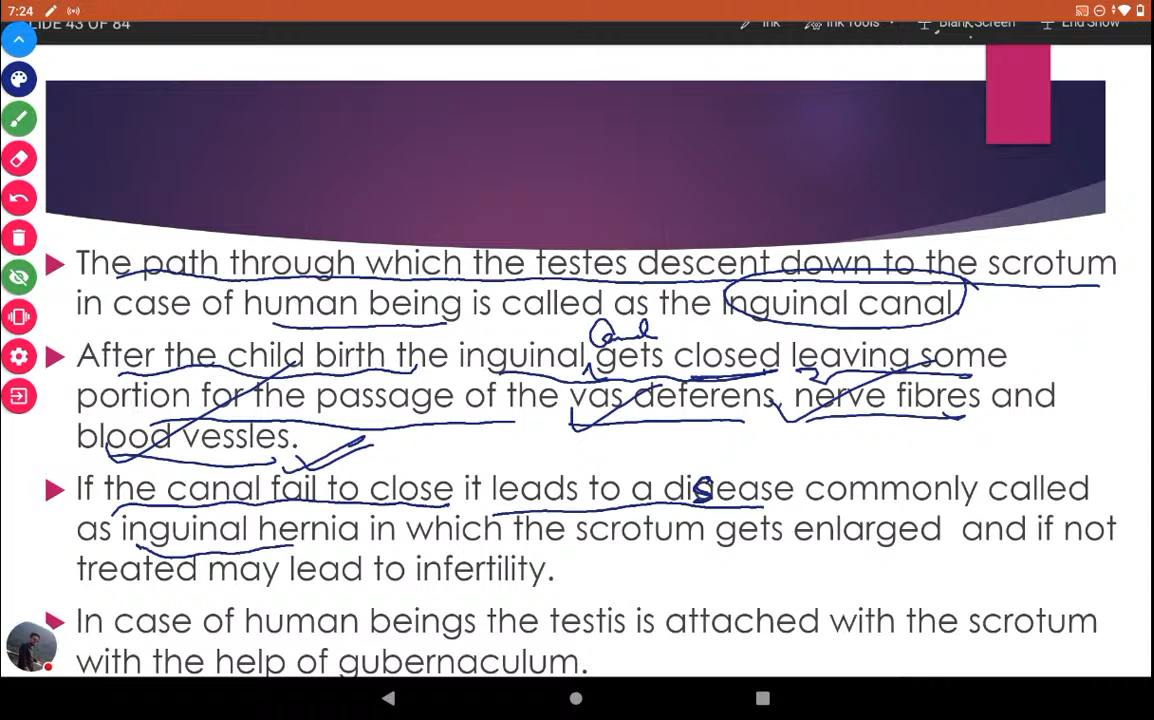 7:24
SLIDE 43 OF 84
Ink
Ink Tools
Blank Screen
End Show
The path through which the testes descent down to the scrotum
in case of human being is called as the inguinal canal.
Canal
After the child birth the inguinal gets closed leaving some
portion for the passage of the vas deferens, nerve fibres and
blood vessles.
If the canal fail to close it leads to a disease commonly called
as inguinal hernia in which the scrotum gets enlarged and if not
treated may lead to infertility.
In case of human beings the testis is attached with the scrotum
with the help of gubernaculum.